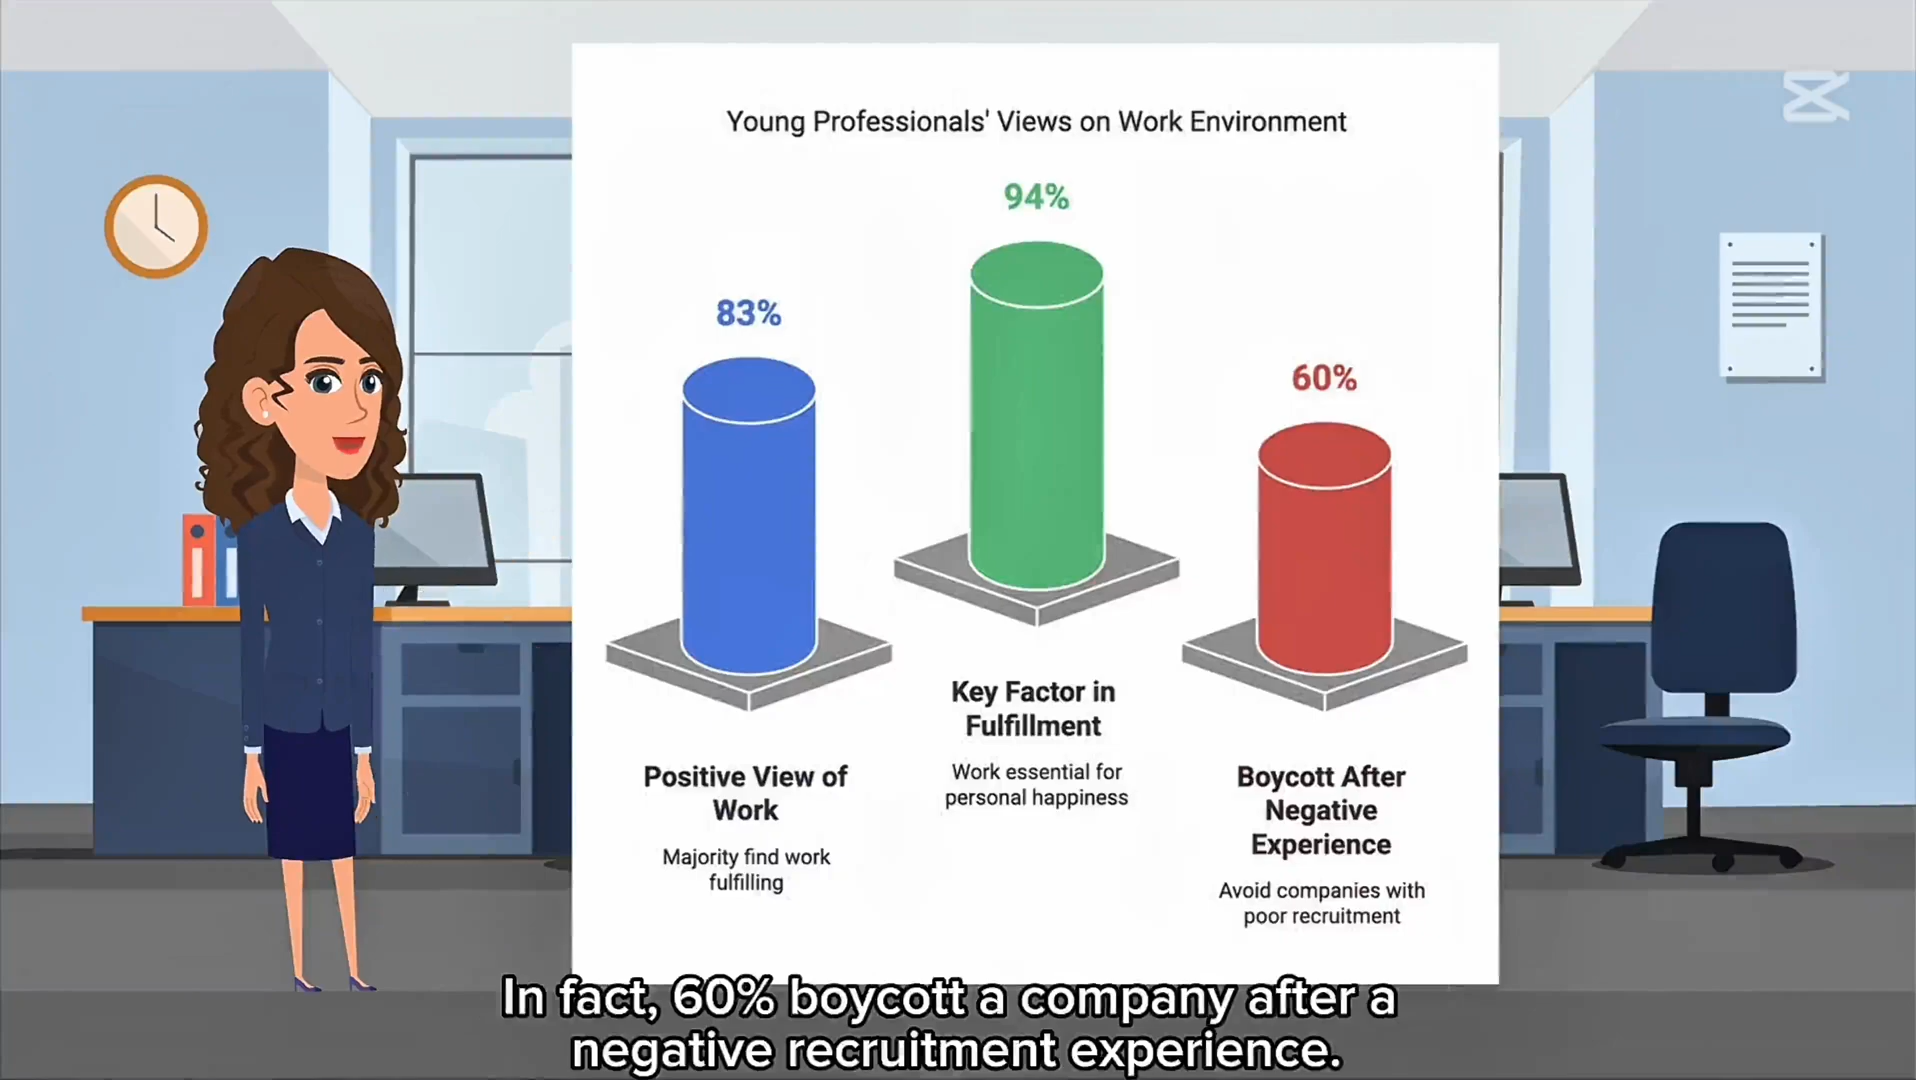 Young Professionals' Views on Work Environment
94%
83%
60%
Key Factor in
Fulfillment
Work essential for
personal happiness
Positive View of
Work
Majority find work
fulfilling
Boycott After
Negative
Experience
Avoid companies with
poor recruitment
In fact, 60% boycott a company after a
negative recruitment experience.